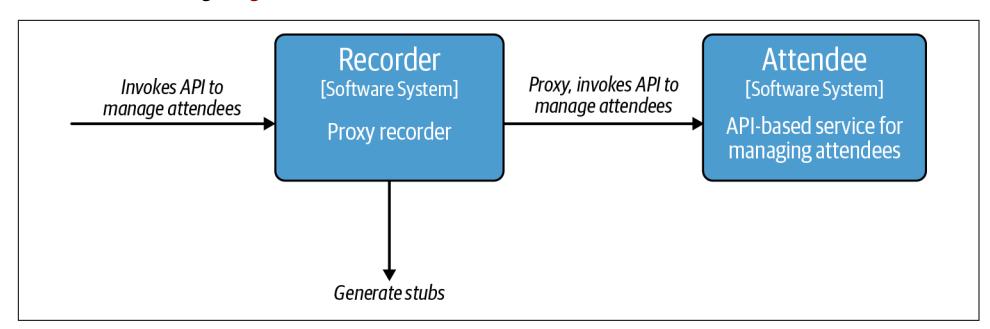 Recorder
[Software System]
Proxy recorder
Invokes API to
manage attendees
Proxy, invokes API to
manage attendees
Attendee
[Software System]
API-based service for
managing attendees
Generate stubs